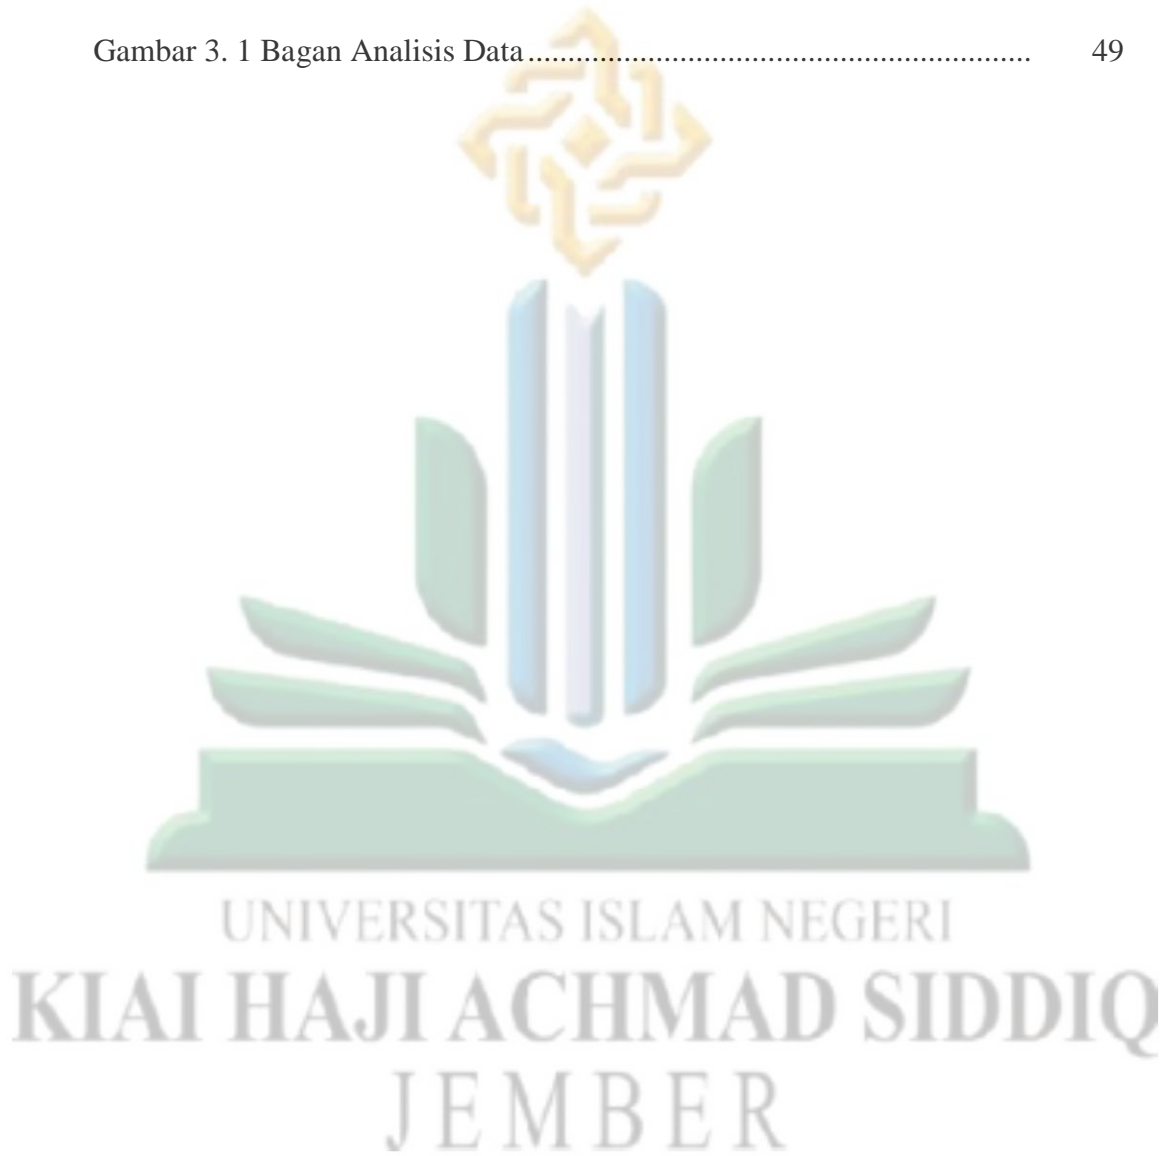 Gambar 3. 1 Bagan Analisis Data................................................................ 49
UNIVERSITAS ISLAM NEGERI
KIAI HAJI ACHMAD SIDDIQ
JEMBER